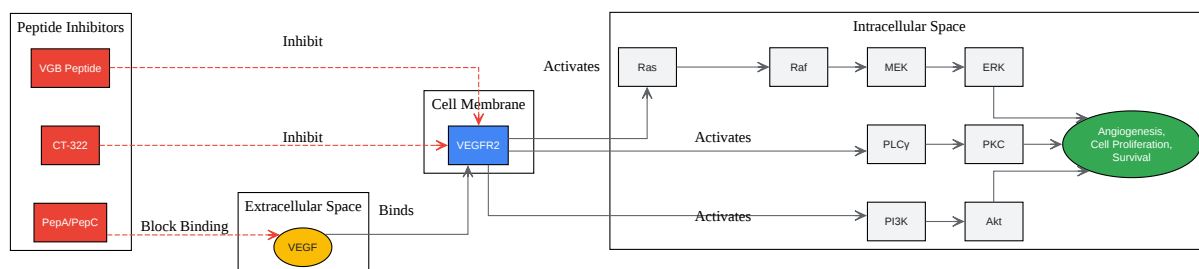 Peptide Inhibitors
VGB Peptide
CT-322
PepA/PepC
Inhibit
Inhibit
Block Binding
Extracellular Space
VEGF
Binds
Cell Membrane
VEGFR2
Activates
Activates
Activates
Intracellular Space
Ras
Raf
MEK
ERK
PLCγ
PKC
PI3K
Akt
Angiogenesis,
Cell Proliferation,
Survival